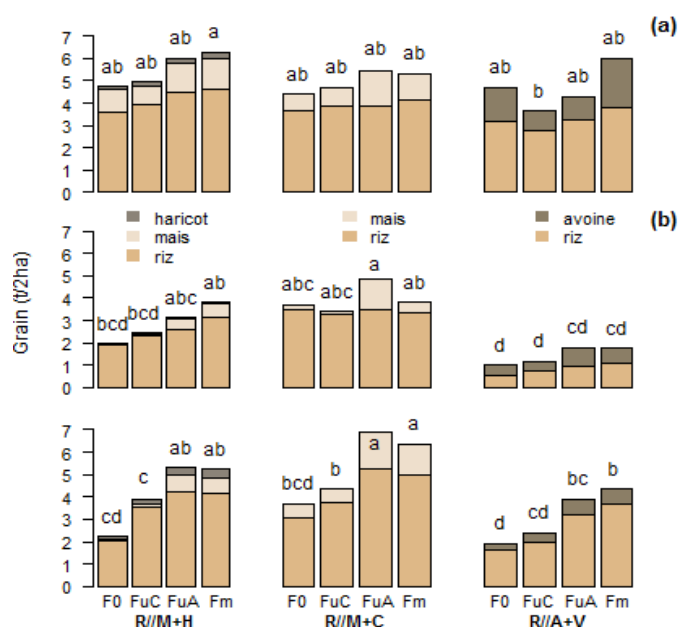 (a)
7
6
5
4
3
2
1
0
ab ab ab a
ab ab ab ab
ab b ab ab
haricot
mais
riz
mais
riz
avoine
riz
(b)
Grain (t/2ha)
7
6
5
4
3
2
1
0
bcd bcd abc ab
abc abc a ab
d d cd cd
7
6
5
4
3
2
1
0
cd c ab ab
bcd b a a
d cd bc b
F0 FuC FuA Fm
F0 FuC FuA Fm
F0 FuC FuA Fm
R//M+H
R//M+C
R//A+V